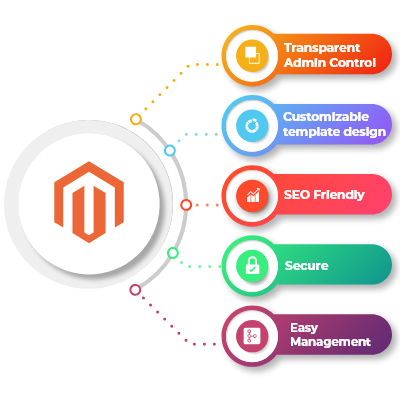 Transparent
Admin Control
Customizable
template design
SEO Friendly
Secure
Easy
Management